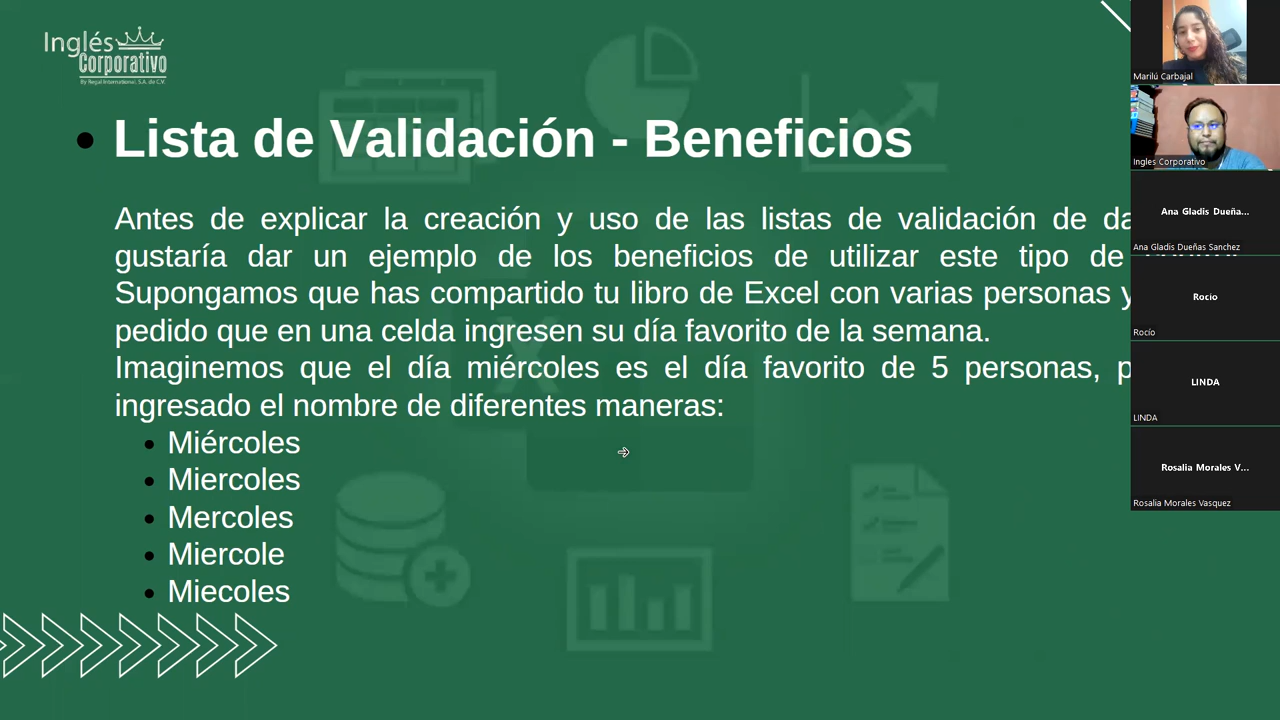 Inglés
Corporativo
By Regal International, S.A. de C.V.
Lista de Validación - Beneficios
Antes de explicar la creación y uso de las listas de validación de
gustaría dar un ejemplo de los beneficios de utilizar este tipo de
Supongamos que has compartido tu libro de Excel con varias personas y
pedido que en una celda ingresen su día favorito de la semana.
Imaginemos que el día miércoles es el día favorito de 5 personas,
ingresado el nombre de diferentes maneras:
Miércoles
Miercoles
Mercoles
Miercole
Miecoles
Marilú Carbajal
Ingles Corporativo
Ana Gladis Dueña...
Ana Gladis Dueñas Sanchez
Rocío
Rocío
LINDA
LINDA
Rosalia Morales V...
Rosalia Morales Vasquez